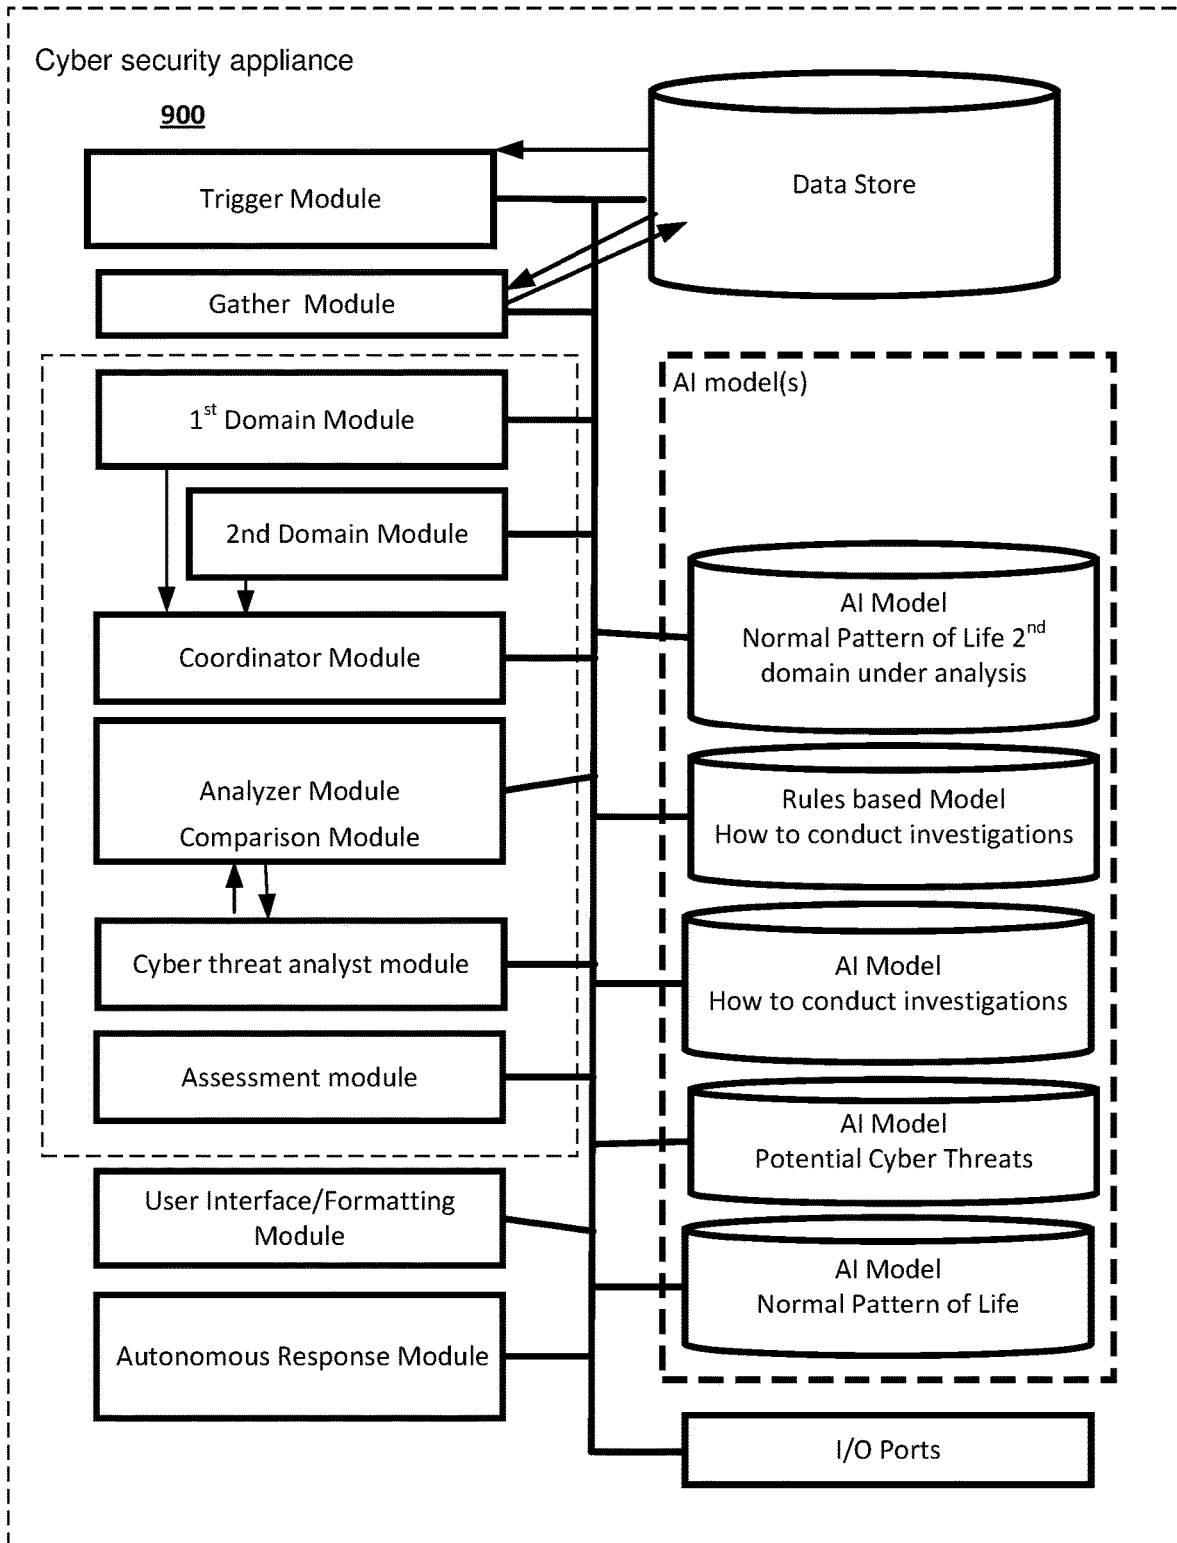 Cyber security appliance
900
Trigger Module
Data Store
Gather Module
1st Domain Module
2nd Domain Module
Coordinator Module
Analyzer Module
Comparison Module
Cyber threat analyst module
Assessment module
User Interface/Formatting
Module
Autonomous Response Module
AI model(s)
AI Model
Normal Pattern of Life 2nd
domain under analysis
Rules based Model
How to conduct investigations
AI Model
How to conduct investigations
AI Model
Potential Cyber Threats
AI Model
Normal Pattern of Life
I/O Ports